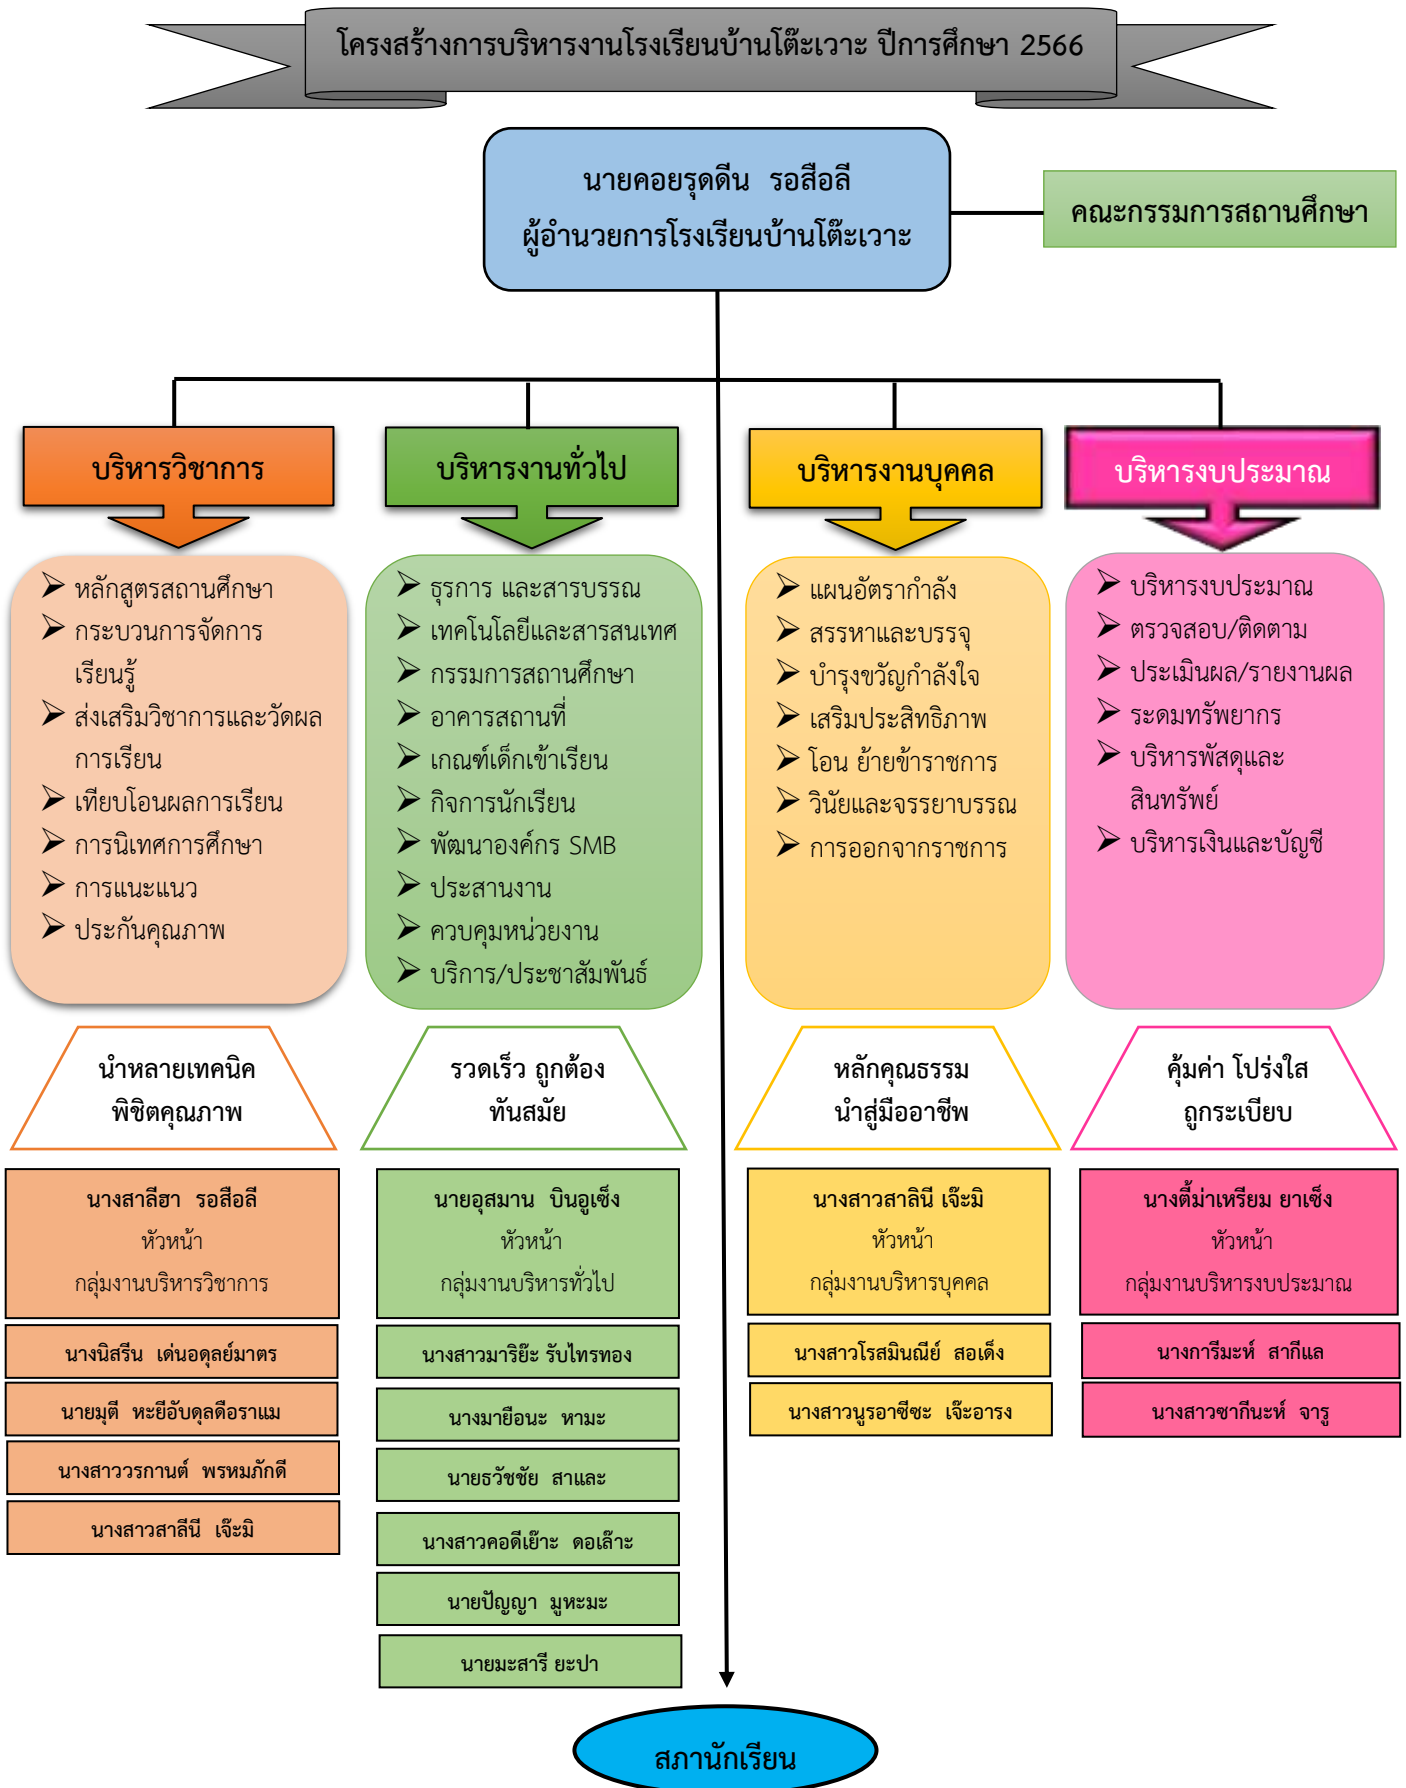 โครงสร้างการบริหารงานโรงเรียนบ้านโต๊ะเวาะ ปีการศึกษา 2566
นายคอยรุดดีน รอสือลี
ผู้อำนวยการโรงเรียนบ้านโต๊ะเวาะ
คณะกรรมการสถานศึกษา
บริหารวิชาการ
หลักสูตรสถานศึกษา
กระบวนการจัดการ
เรียนรู้
ส่งเสริมวิชาการและวัดผล
การเรียน
เทียบโอนผลการเรียน
การนิเทศการศึกษา
การแนะแนว
ประกันคุณภาพ
นำหลายเทคนิค
พิชิตคุณภาพ
นางสาลีฮา รอสือลี
หัวหน้า
กลุ่มงานบริหารวิชาการ
นางนิสรีน เด่นอดุลย์มาตร
นายมุตี หะยีอับดุลดือราแม
นางสาววรกานต์ พรหมภักดี
นางสาวสาลีนี เจ๊ะมิ
บริหารงานทั่วไป
ธุรการ และสารบรรณ
เทคโนโลยีและสารสนเทศ
กรรมการสถานศึกษา
อาคารสถานที่
เกณฑ์เด็กเข้าเรียน
กิจการนักเรียน
พัฒนาองค์กร SMB
ประสานงาน
ควบคุมหน่วยงาน
บริการ/ประชาสัมพันธ์
รวดเร็ว ถูกต้อง
ทันสมัย
นายอุสมาน บินอูเซ็ง
หัวหน้า
กลุ่มงานบริหารทั่วไป
นางสาวมาริย๊ะ รับไทรทอง
นางมายือนะ หามะ
นายธวัชชัย สาและ
นางสาวคอดีเย๊าะ ดอเล๊าะ
นายปัญญา มูหะมะ
นายมะสารี ยะปา
บริหารงานบุคคล
แผนอัตรากำลัง
สรรหาและบรรจุ
บำรุงขวัญกำลังใจ
เสริมประสิทธิภาพ
โอน ย้ายข้าราชการ
วินัยและจรรยาบรรณ
การออกจากราชการ
หลักคุณธรรม
นำสู่มืออาชีพ
นางสาวสาลินี เจ๊ะมิ
หัวหน้า
กลุ่มงานบริหารบุคคล
นางสาวโรสมินณีย์ สอเด็ง
นางสาวนูรอาซีซะ เจ๊ะอารง
บริหารงบประมาณ
บริหารงบประมาณ
ตรวจสอบ/ติดตาม
ประเมินผล/รายงานผล
ระดมทรัพยากร
บริหารพัสดุและ
สินทรัพย์
บริหารเงินและบัญชี
คุ้มค่า โปร่งใส
ถูกระเบียบ
นางตี้ม่าเหรียม ยาเซ็ง
หัวหน้า
กลุ่มงานบริหารงบประมาณ
นางการีมะห์ สากีแล
นางสาวซากีนะห์ จารู
สภานักเรียน